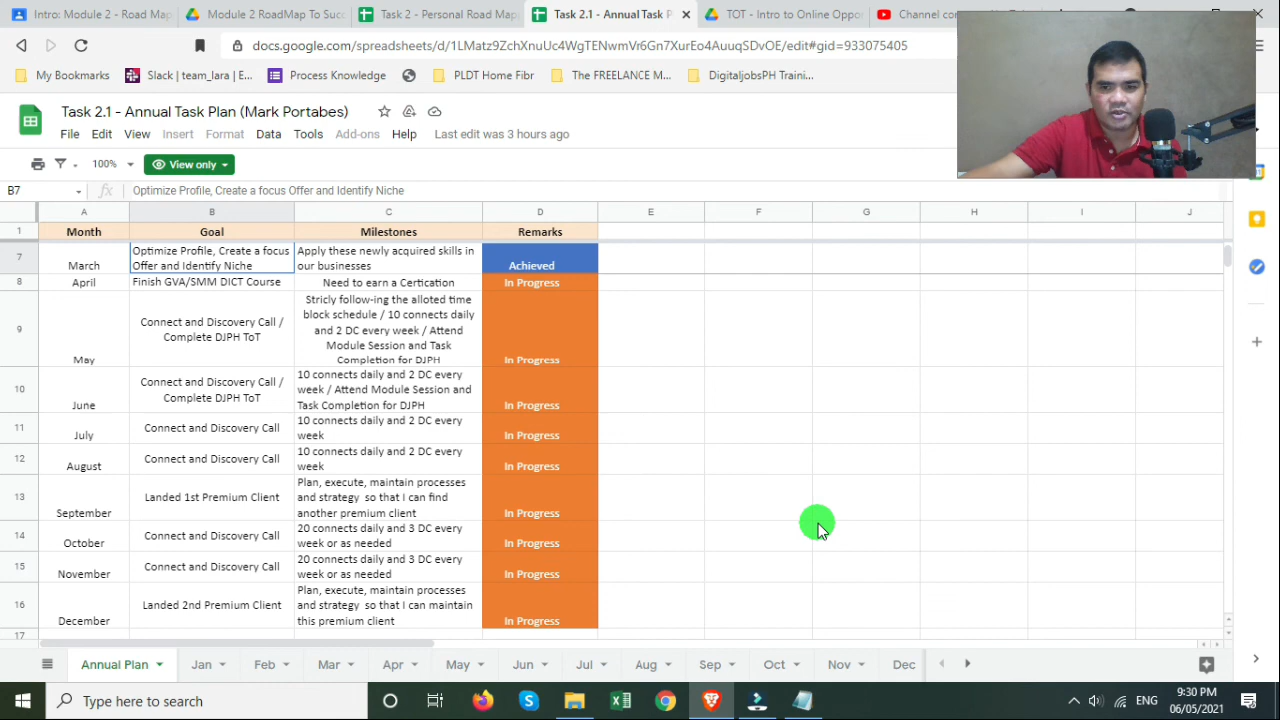 Intro: Module 2 - Road Map
Module 2 RoadMap To Succ
Task 2 - Personal Road Map
Task 2.1 - Annual Task P
TOT - Intro to Online Oppor
Channel con
docs.google.com/spreadsheets/d/1LMatz9ZchXnuUc4WgTENwmVr6Gn7XurEo4AuuqSDvOE/edit#gid=933075405
My Bookmarks
Slack | team_lara | E...
Process Knowledge
PLDT Home Fibr
The FREELANCE M...
DigitaljobsPH Traini...
Task 2.1 - Annual Task Plan (Mark Portabes)
File Edit View Insert Format Data Tools Add-ons Help Last edit was 3 hours ago
100% View only
B7 fx Optimize Profile, Create a focus Offer and Identify Niche
A B C D E F G H I J
1 Month Goal Milestones Remarks
7 March
Optimize Profile, Create a focus
Offer and Identify Niche
Apply these newly acquired skills in
our businesses
Achieved
8 April Finish GVA/SMM DICT Course Need to earn a Certication In Progress
9 May
Connect and Discovery Call /
Complete DJPH ToT
Stricly follow-ing the alloted time
block schedule / 10 connects daily
and 2 DC every week / Attend
Module Session and Task
Completion for DJPH
In Progress
10 June
Connect and Discovery Call /
Complete DJPH ToT
10 connects daily and 2 DC every
week / Attend Module Session and
Task Completion for DJPH
In Progress
11 July
Connect and Discovery Call
10 connects daily and 2 DC every
week
In Progress
12 August
Connect and Discovery Call
10 connects daily and 2 DC every
week
In Progress
13 September
Landed 1st Premium Client
Plan, execute, maintain processes
and strategy so that I can find
another premium client
In Progress
14 October
Connect and Discovery Call
20 connects daily and 3 DC every
week or as needed
In Progress
15 November
Connect and Discovery Call
20 connects daily and 3 DC every
week or as needed
In Progress
16 December
Landed 2nd Premium Client
Plan, execute, maintain processes
and strategy so that I can maintain
this premium client
In Progress
17
Annual Plan Jan Feb Mar Apr May Jun Jul Aug Sep Oct Nov Dec
Type here to search
ENG
9:30 PM
06/05/2021